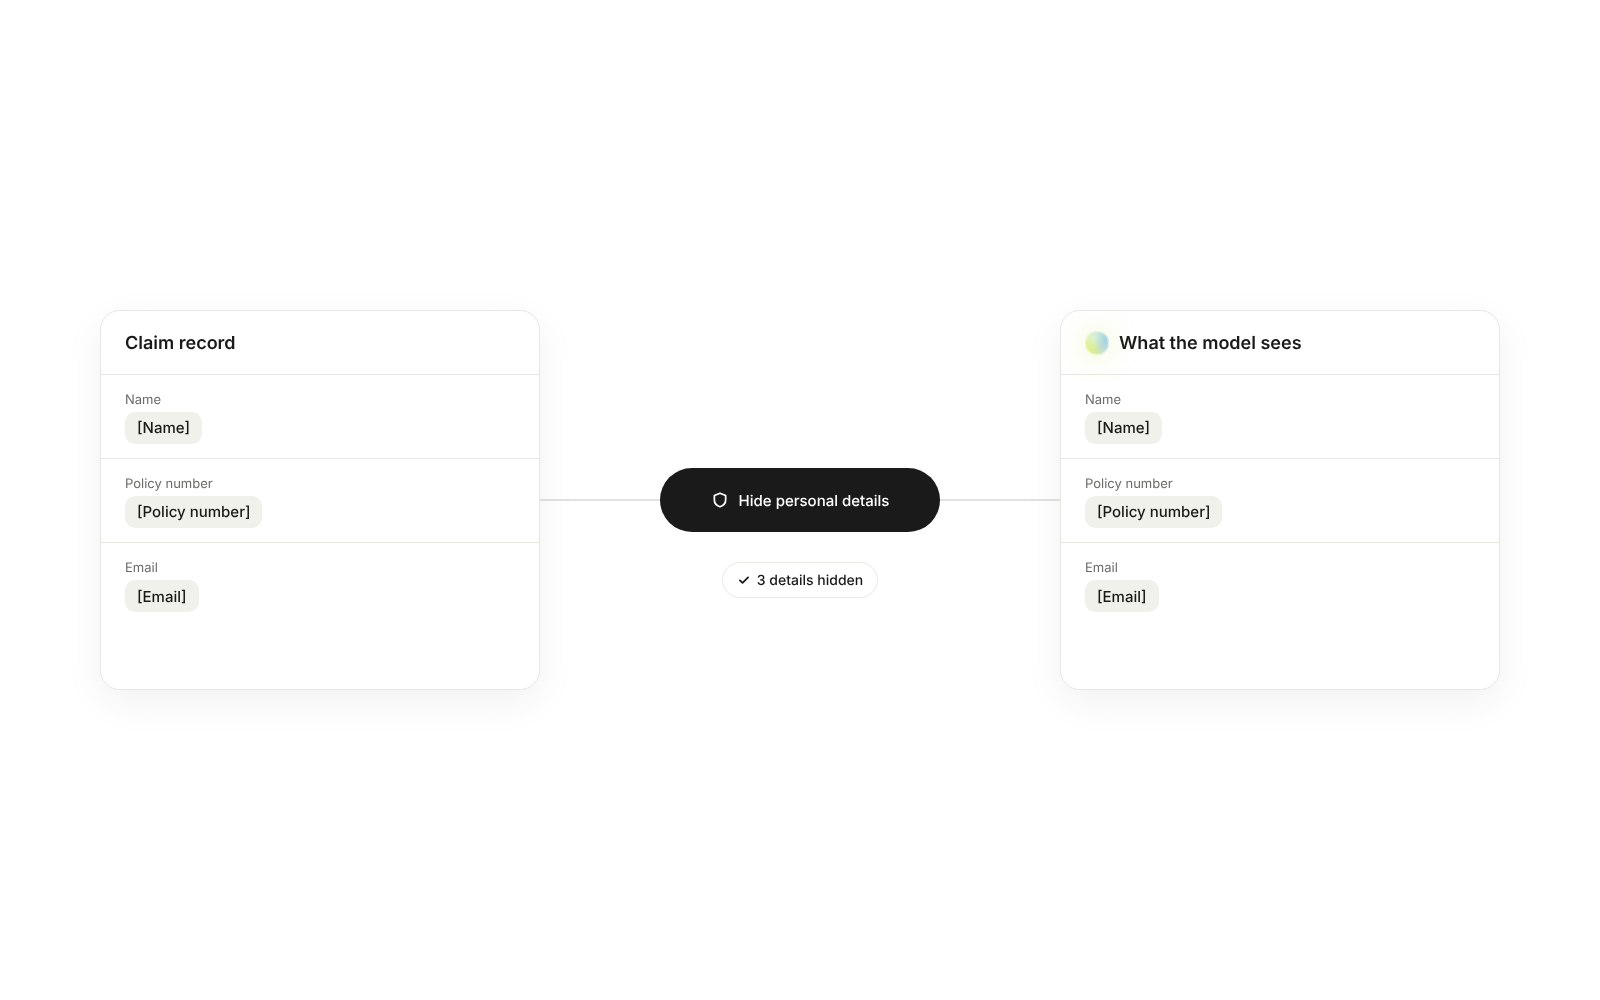 Claim record
Name
[Name]
Policy number
[Policy number]
Email
[Email]
Hide personal details
3 details hidden
What the model sees
Name
[Name]
Policy number
[Policy number]
Email
[Email]